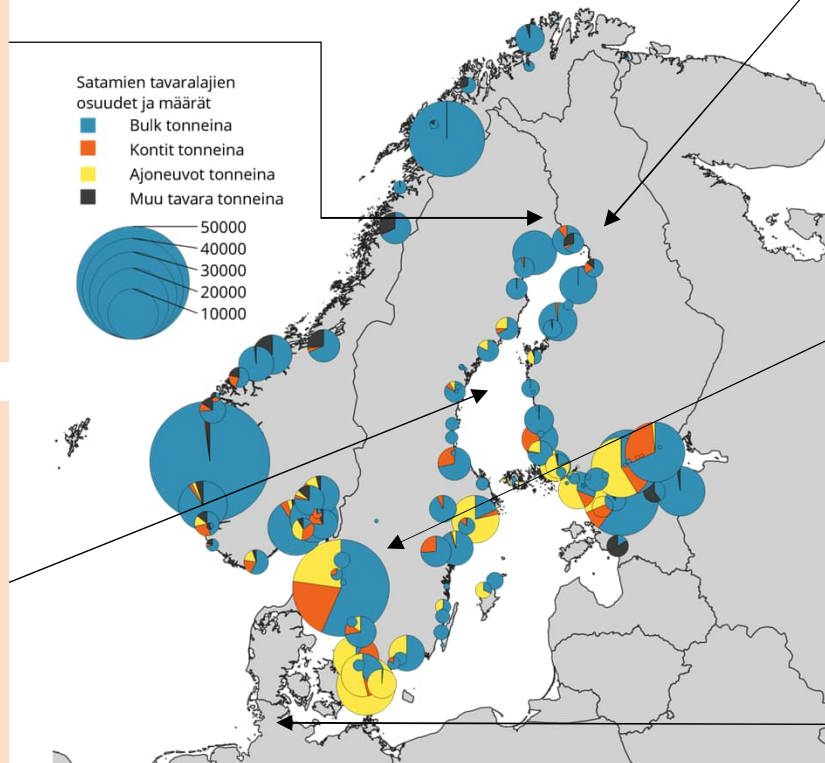 Satamien tavaralajien
osuudet ja määrät
Bulk tonneina
Kontit tonneina
Ajoneuvot tonneina
Muu tavara tonneina
50000
40000
30000
20000
10000